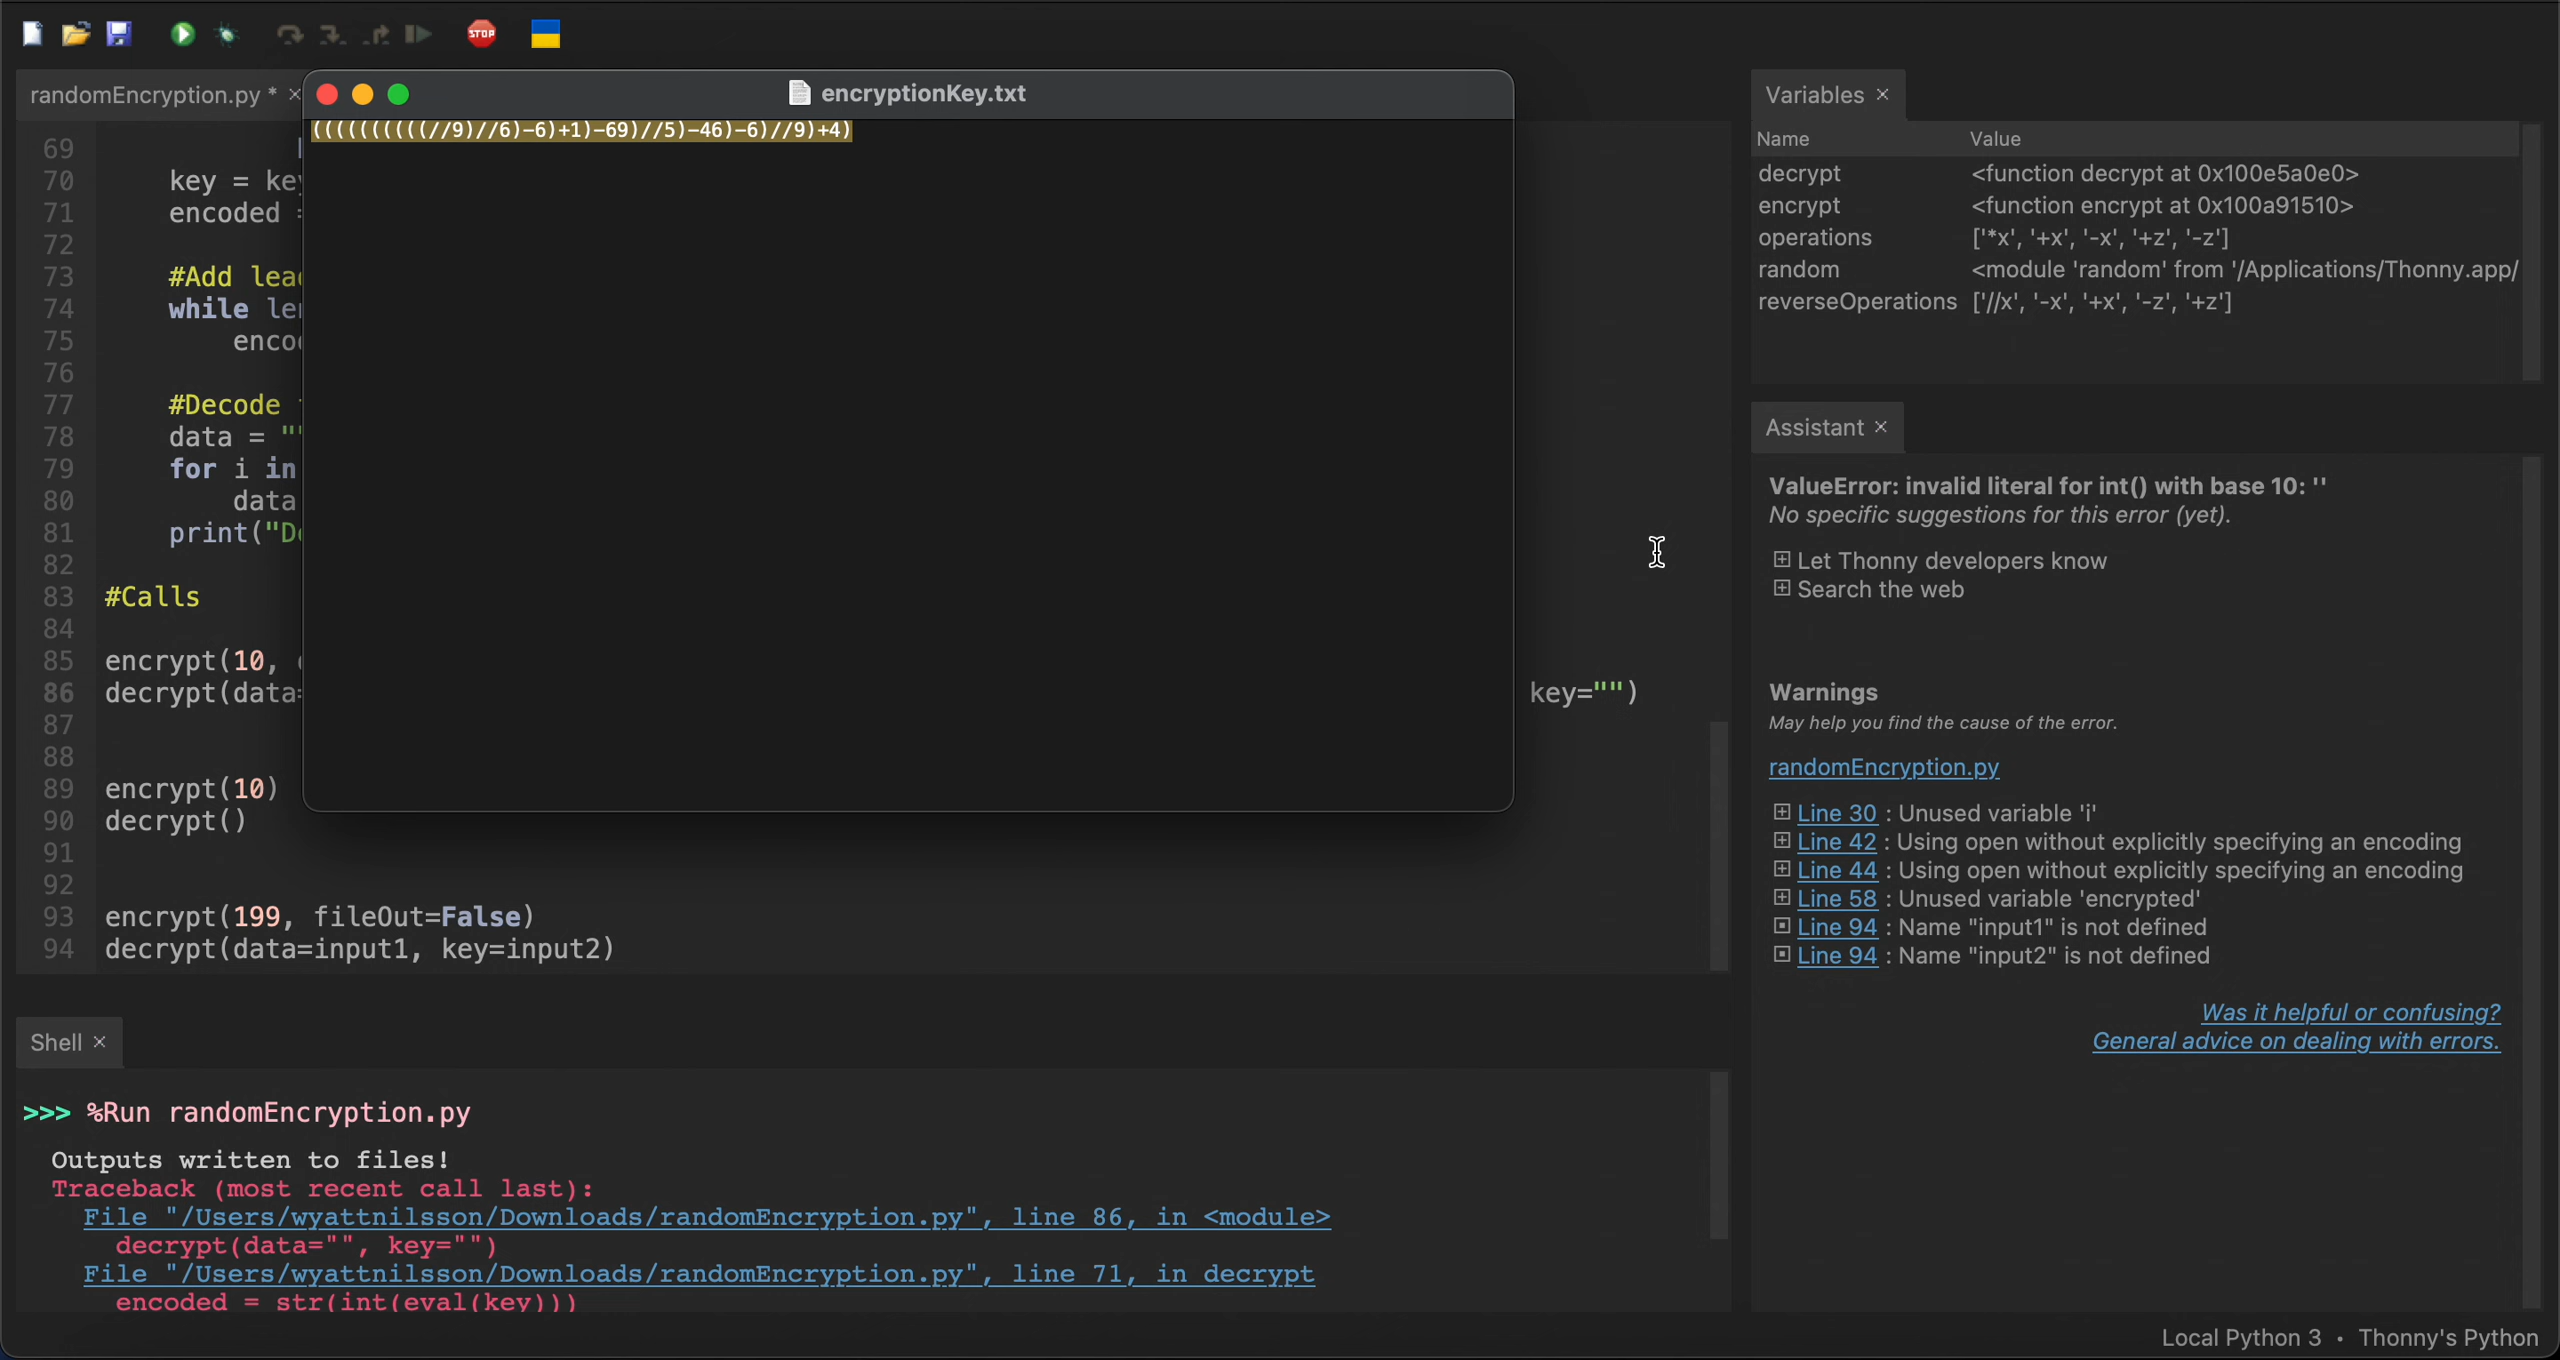 STOP
randomEncryption.py * ×
encryptionKey.txt
((((((((((//9)//6)-6)+1)-69)//5)-46)-6)//9)+4)
69
70 key = key
71 encoded =
72
73 #Add lead
74 while len
75 encod
76
77 #Decode
78 data = ""
79 for i in
80 data
81 print("De
82
83 #Calls
84
85 encrypt(10,
86 decrypt(data= key="")
87
88
89 encrypt(10)
90 decrypt()
91
92
93 encrypt(199, fileOut=False)
94 decrypt(data=input1, key=input2)
Shell ×
>>> %Run randomEncryption.py
Outputs written to files!
Traceback (most recent call last):
File "/Users/wyattnilsson/Downloads/randomEncryption.py", line 86, in <module>
decrypt(data="", key="")
File "/Users/wyattnilsson/Downloads/randomEncryption.py", line 71, in decrypt
encoded = str(int(eval(key)))
Variables ×
Name Value
decrypt <function decrypt at 0x100e5a0e0>
encrypt <function encrypt at 0x100a91510>
operations ['*x', '+x', '-x', '+z', '-z']
random <module 'random' from '/Applications/Thonny.app/
reverseOperations ['//x', '-x', '+x', '-z', '+z']
Assistant ×
ValueError: invalid literal for int() with base 10: ''
No specific suggestions for this error (yet).
Let Thonny developers know
Search the web
Warnings
May help you find the cause of the error.
randomEncryption.py
Line 30 : Unused variable 'i'
Line 42 : Using open without explicitly specifying an encoding
Line 44 : Using open without explicitly specifying an encoding
Line 58 : Unused variable 'encrypted'
Line 94 : Name "input1" is not defined
Line 94 : Name "input2" is not defined
Was it helpful or confusing?
General advice on dealing with errors.
Local Python 3 • Thonny's Python